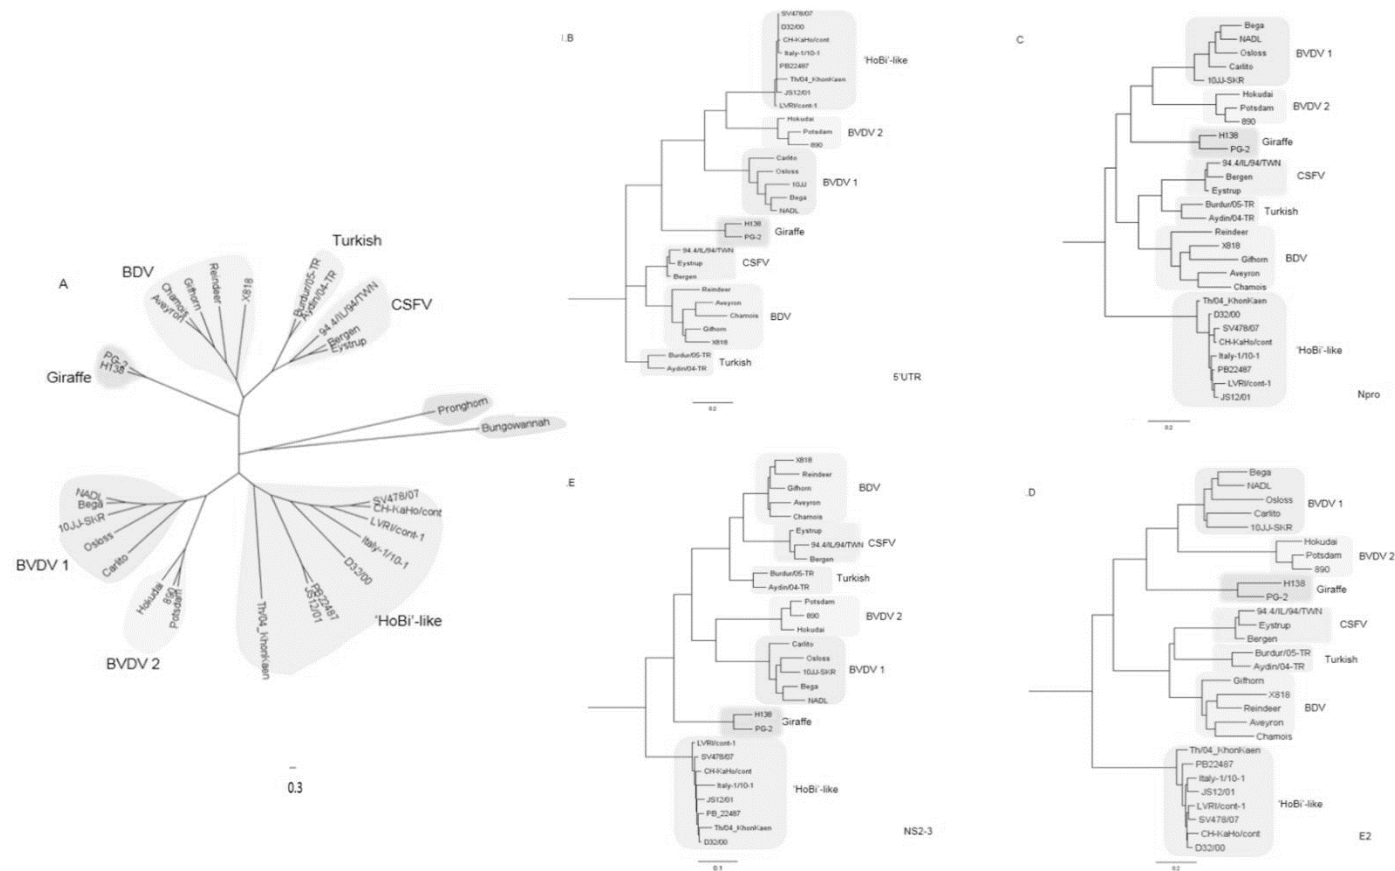 A
BDV
Turkish
CSFV
Giraffe
BVDV 1
BVDV 2
'HoBi'-like
Aveyron
Chamois
Gifhorn
Reindeer
X818
Burdur/05-TR
Aydin/04-TR
94.4/IL/94/TWN
Bergen
Eystrup
PG-2
H138
Pronghorn
Bungowannah
NADL
Bega
10JJ-SKR
Osloss
Carlito
Hokudai
890
Potsdam
Th/04_KhonKaen
JS12/01
PB22487
D32/00
Italy-1/10-1
LVRI/cont-1
CH-KaHo/cont
SV478/07
0.3
.B
SV478/07
D32/00
CH-KaHo/cont
Italy-1/10-1
PB22487
Th/04_KhonKaen
JS12/01
LVRI/cont-1
'HoBi'-like
Hokudai
Potsdam
890
BVDV 2
Carlito
Osloss
10JJ
Bega
NADL
BVDV 1
H138
PG-2
Giraffe
94.4/IL/94/TWN
Eystrup
Bergen
CSFV
Reindeer
Aveyron
Chamois
Gifhorn
X818
BDV
Burdur/05-TR
Aydin/04-TR
Turkish
5'UTR
0.2
C
Bega
NADL
Osloss
Carlito
10JJ-SKR
BVDV 1
Hokudai
Potsdam
890
BVDV 2
H138
PG-2
Giraffe
94.4/IL/94/TWN
Bergen
Eystrup
CSFV
Burdur/05-TR
Aydin/04-TR
Turkish
Reindeer
X818
Gifhorn
Aveyron
Chamois
BDV
Th/04_KhonKaen
D32/00
SV478/07
CH-KaHo/cont
Italy-1/10-1
PB22487
LVRI/cont-1
JS12/01
'HoBi'-like
Npro
0.2
.E
X818
Reindeer
Gifhorn
Aveyron
Chamois
BDV
Eystrup
94.4/IL/94/TWN
Bergen
CSFV
Burdur/05-TR
Aydin/04-TR
Turkish
Potsdam
890
Hokudai
BVDV 2
Carlito
Osloss
10JJ-SKR
Bega
NADL
BVDV 1
H138
PG-2
Giraffe
LVRI/cont-1
SV478/07
CH-KaHo/cont
Italy-1/10-1
JS12/01
PB_22487
Th/04_KhonKaen
D32/00
'HoBi'-like
NS2-3
0.1
.D
Bega
NADL
Osloss
Carlito
10JJ-SKR
BVDV 1
Hokudai
Potsdam
890
BVDV 2
H138
PG-2
Giraffe
94.4/IL/94/TWN
Eystrup
Bergen
CSFV
Burdur/05-TR
Aydin/04-TR
Turkish
Gifhorn
X818
Reindeer
Aveyron
Chamois
BDV
Th/04_KhonKaen
PB22487
Italy-1/10-1
JS12/01
LVRI/cont-1
SV478/07
CH-KaHo/cont
D32/00
'HoBi'-like
E2
0.2